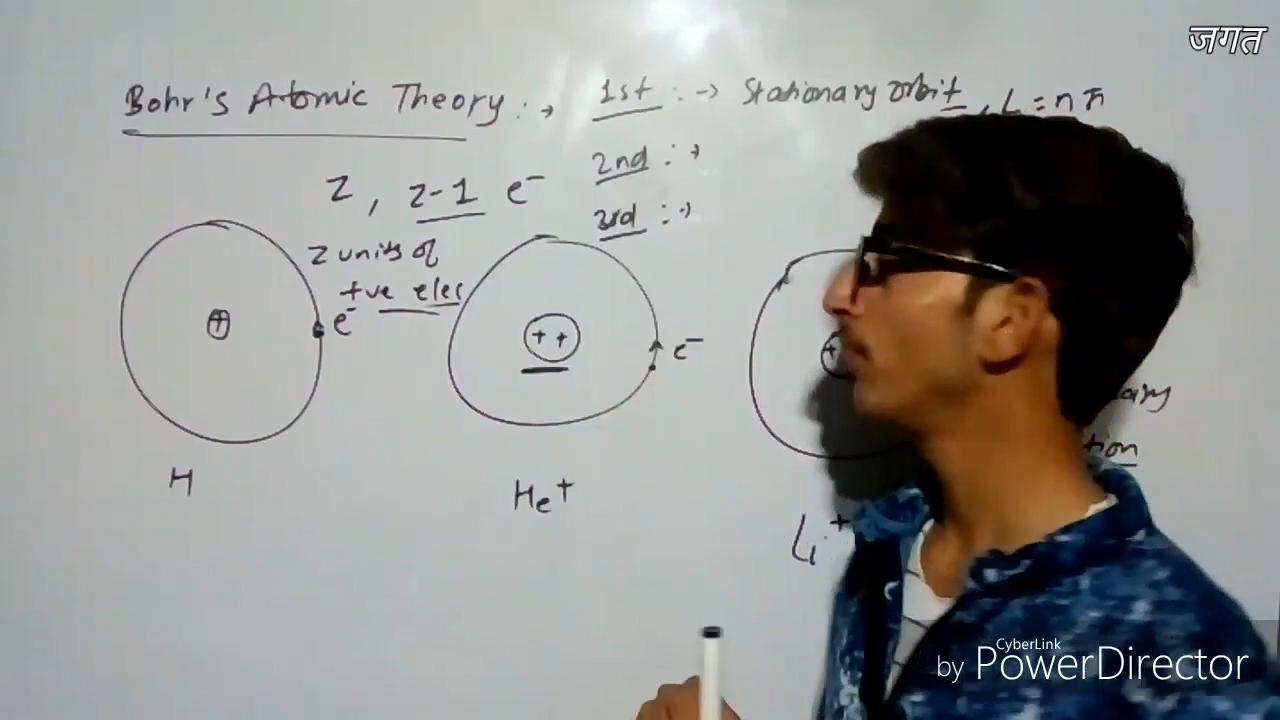 जगत
Bohr's Atomic Theory :→ 1st :→ Stationary orbit, L = nħ
2nd :→
3rd :→
Z, Z-1 e⁻
Z units of
+ve elec
e⁻
+
+ +
e⁻
+
tion
H
He+
Li+
CyberLink
by PowerDirector